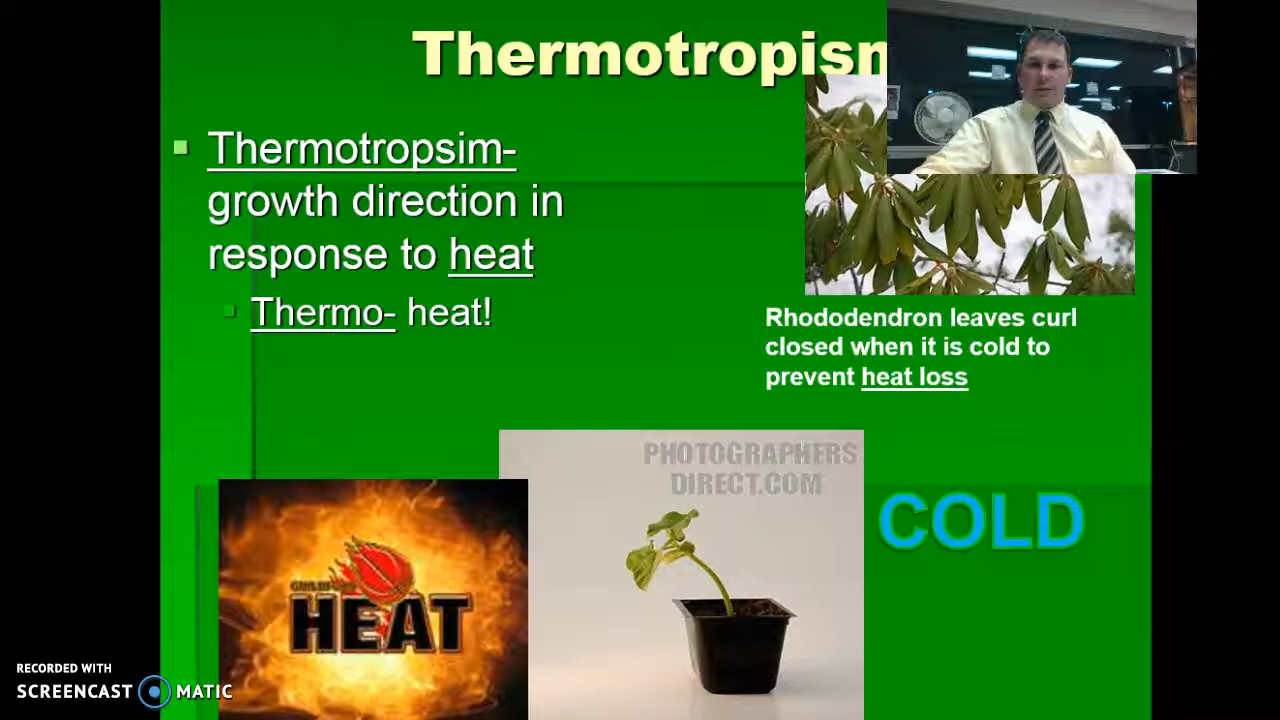 Thermotropism
Thermotropsim-
growth direction in
response to heat
Thermo- heat!
Rhododendron leaves curl
closed when it is cold to
prevent heat loss
PHOTOGRAPHERS
DIRECT.COM
COLD
HEAT
RECORDED WITH
SCREENCAST MATIC